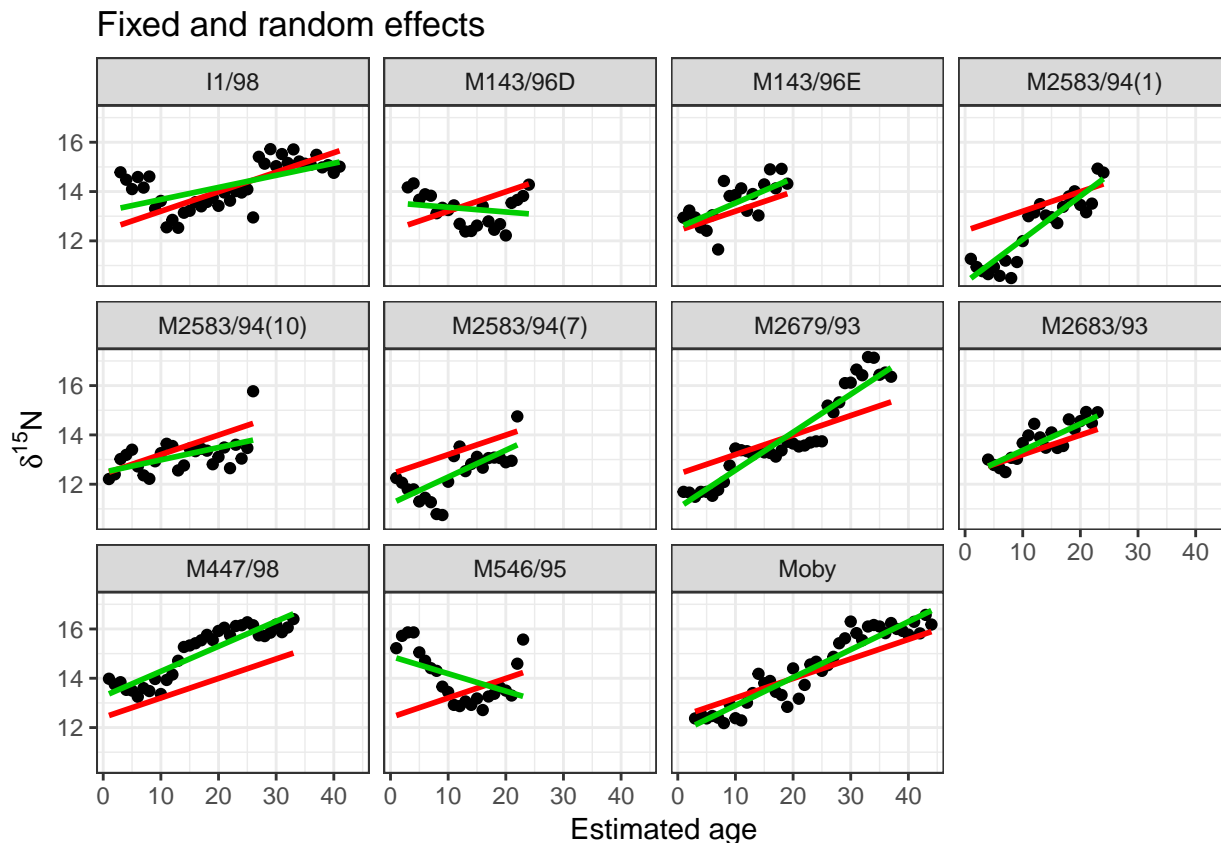 Fixed and random effects
I1/98 M143/96D M143/96E M2583/94(1)
16
14
12
M2583/94(10) M2583/94(7) M2679/93 M2683/93
16
14
12
0 10 20 30 40
M447/98 M546/95 Moby
16
14
12
0 10 20 30 40 0 10 20 30 40 0 10 20 30 40
δ¹⁵N
Estimated age